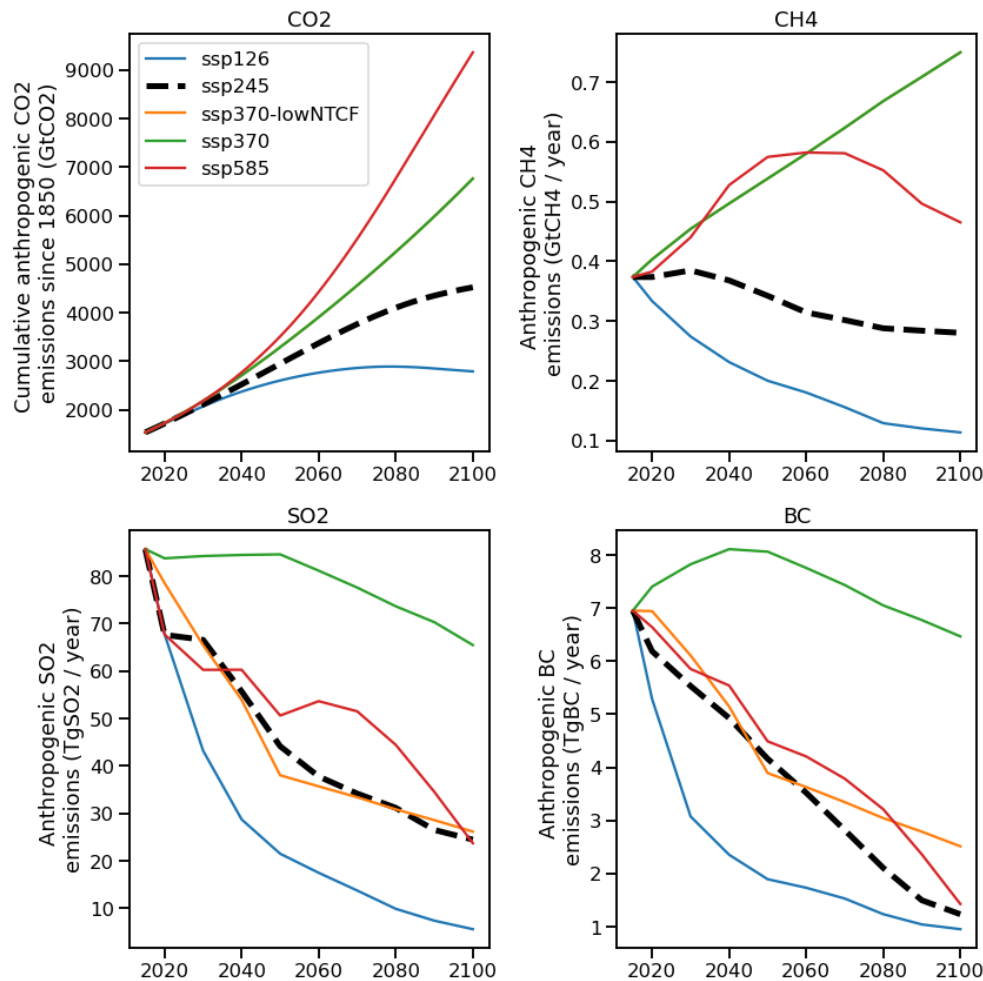 CO2
Cumulative anthropogenic CO2
emissions since 1850 (GtCO2)
9000
8000
7000
6000
5000
4000
3000
2000
ssp126
ssp245
ssp370-lowNTCF
ssp370
ssp585
2020 2040 2060 2080 2100
CH4
Anthropogenic CH4
emissions (GtCH4 / year)
0.7
0.6
0.5
0.4
0.3
0.2
0.1
2020 2040 2060 2080 2100
SO2
Anthropogenic SO2
emissions (TgSO2 / year)
80
70
60
50
40
30
20
10
2020 2040 2060 2080 2100
BC
Anthropogenic BC
emissions (TgBC / year)
8
7
6
5
4
3
2
1
2020 2040 2060 2080 2100